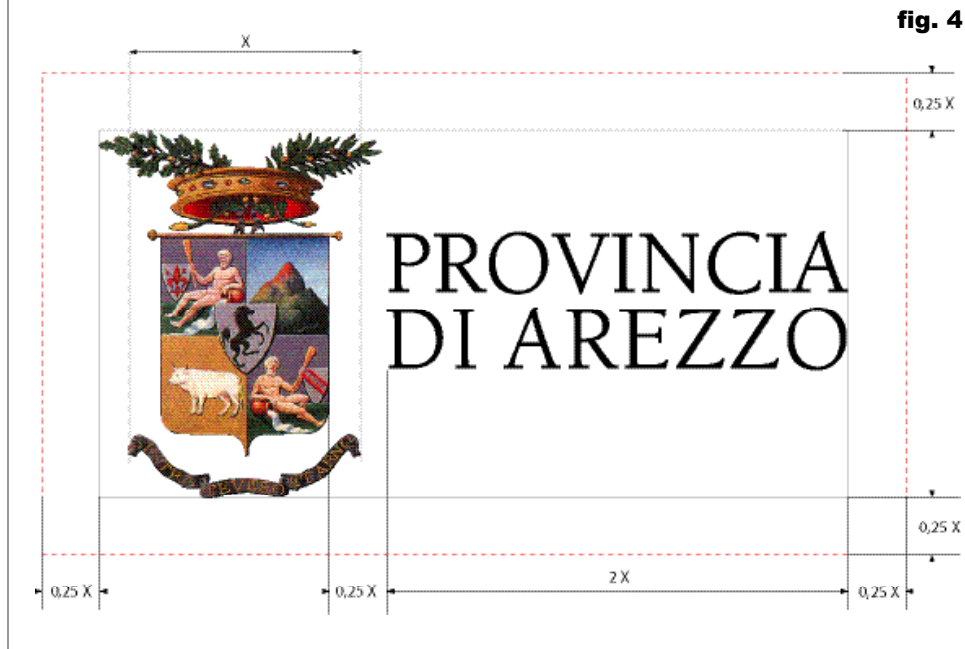 fig. 4
X
0,25 X
PROVINCIA
DI AREZZO
0,25 X
0,25 X
0,25 X
2 X
0,25 X